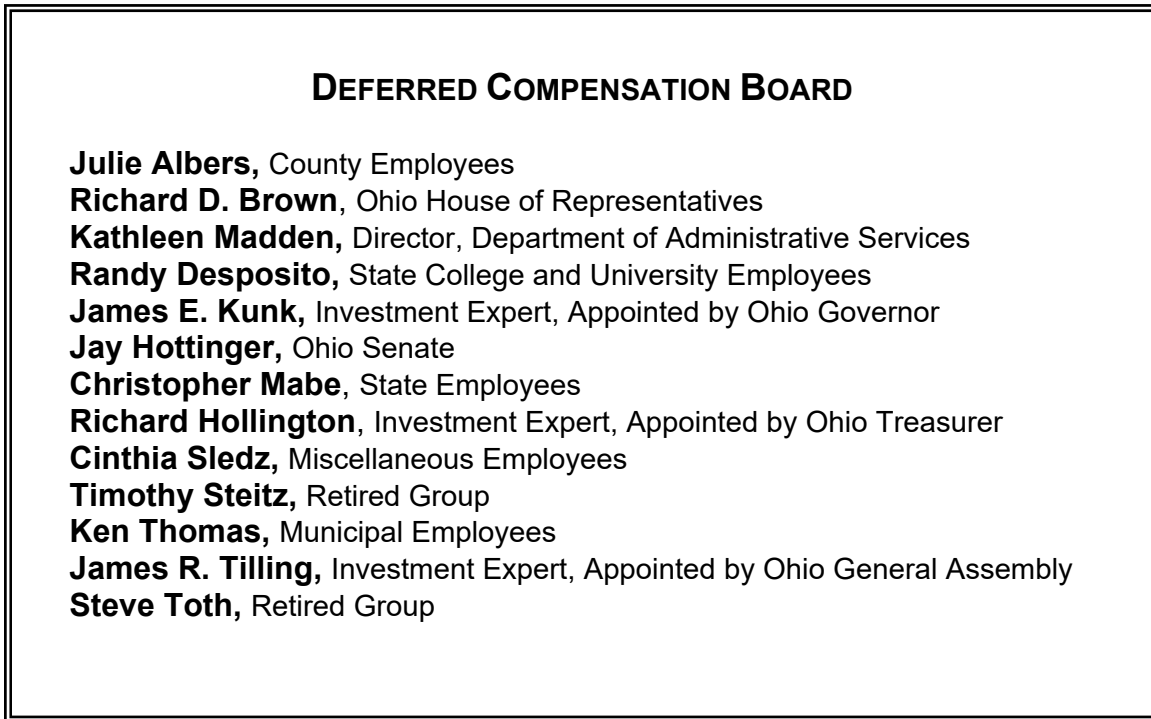 DEFERRED COMPENSATION BOARD
Julie Albers, County Employees
Richard D. Brown, Ohio House of Representatives
Kathleen Madden, Director, Department of Administrative Services
Randy Desposito, State College and University Employees
James E. Kunk, Investment Expert, Appointed by Ohio Governor
Jay Hottinger, Ohio Senate
Christopher Mabe, State Employees
Richard Hollington, Investment Expert, Appointed by Ohio Treasurer
Cinthia Sledz, Miscellaneous Employees
Timothy Steitz, Retired Group
Ken Thomas, Municipal Employees
James R. Tilling, Investment Expert, Appointed by Ohio General Assembly
Steve Toth, Retired Group